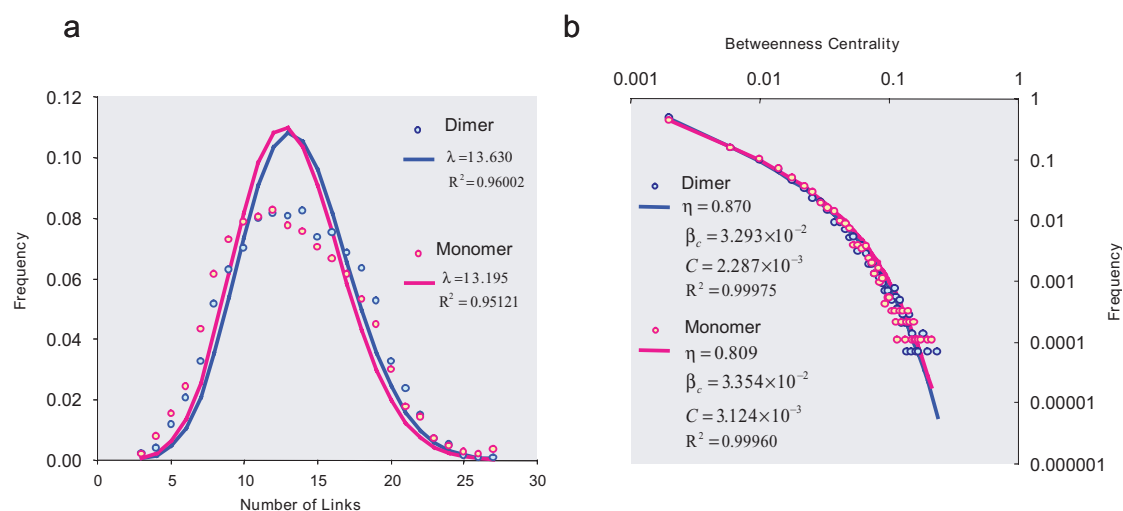 a
0.12
0.10
0.08
0.06
0.04
0.02
0.00
0
5
10
15
20
25
30
Frequency
Number of Links
Dimer
λ=13.630
R²=0.96002
Monomer
λ=13.195
R²=0.95121
b
Betweenness Centrality
0.001
0.01
0.1
1
1
0.1
0.01
0.001
0.0001
0.00001
0.000001
Frequency
Dimer
η = 0.870
β_c = 3.293×10⁻²
C = 2.287×10⁻³
R² = 0.99975
Monomer
η = 0.809
β_c = 3.354×10⁻²
C = 3.124×10⁻³
R² = 0.99960